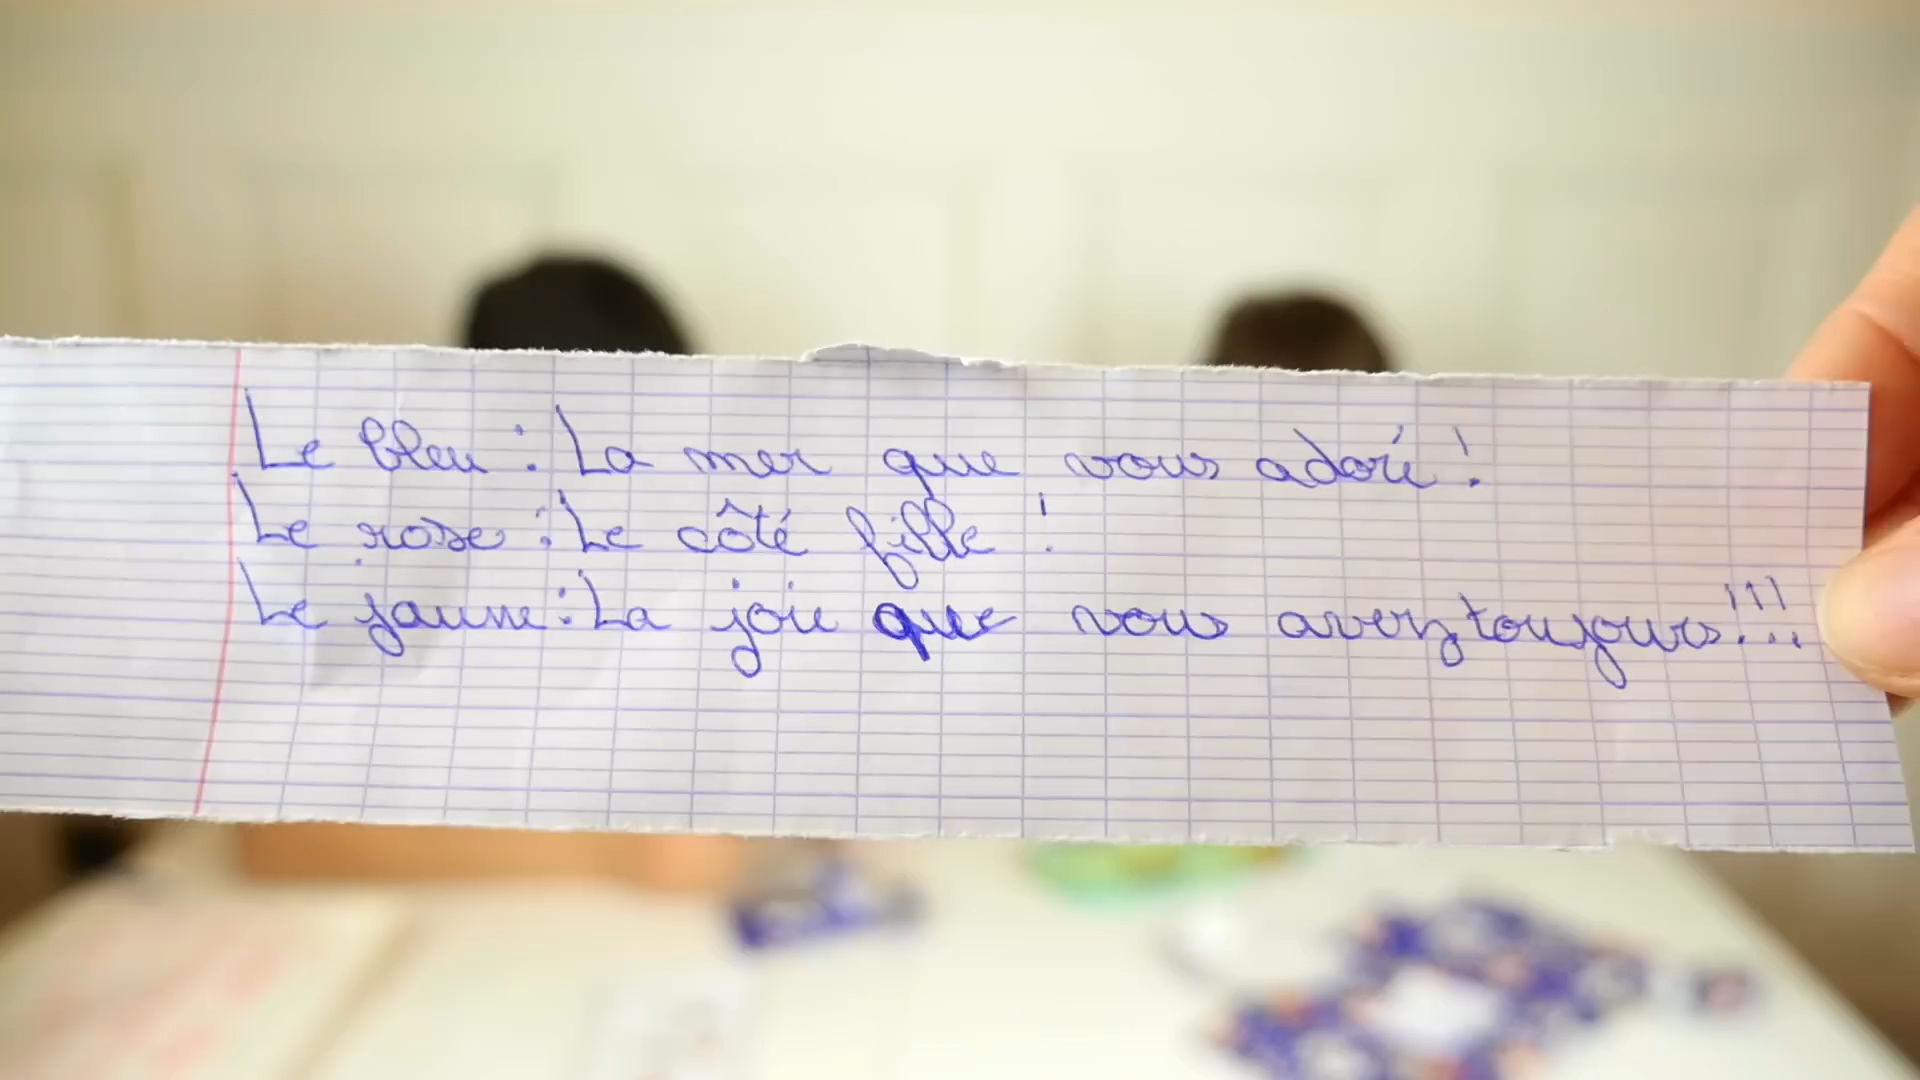 Le bleu : La mer que vous adoré !
Le rose : Le côté fille !
Le jaune : La joie que vous avez toujours !!!